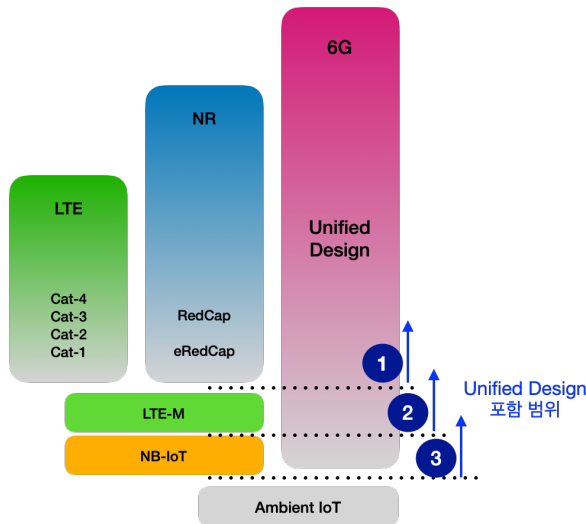 6G
NR
LTE
Unified
Design
Cat-4
Cat-3
Cat-2
Cat-1
RedCap
eRedCap
1
Unified Design
포함 범위
2
LTE-M
3
NB-IoT
Ambient IoT